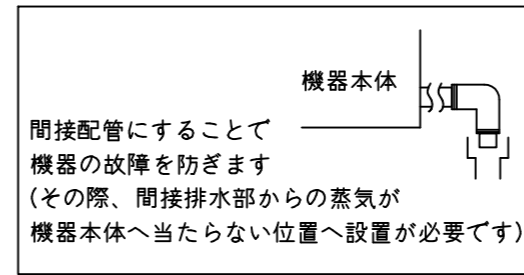 機器本体
間接配管にすることで
機器の故障を防ぎます
(その際、間接排水部からの蒸気が
機器本体へ当たらない位置へ設置が必要です)